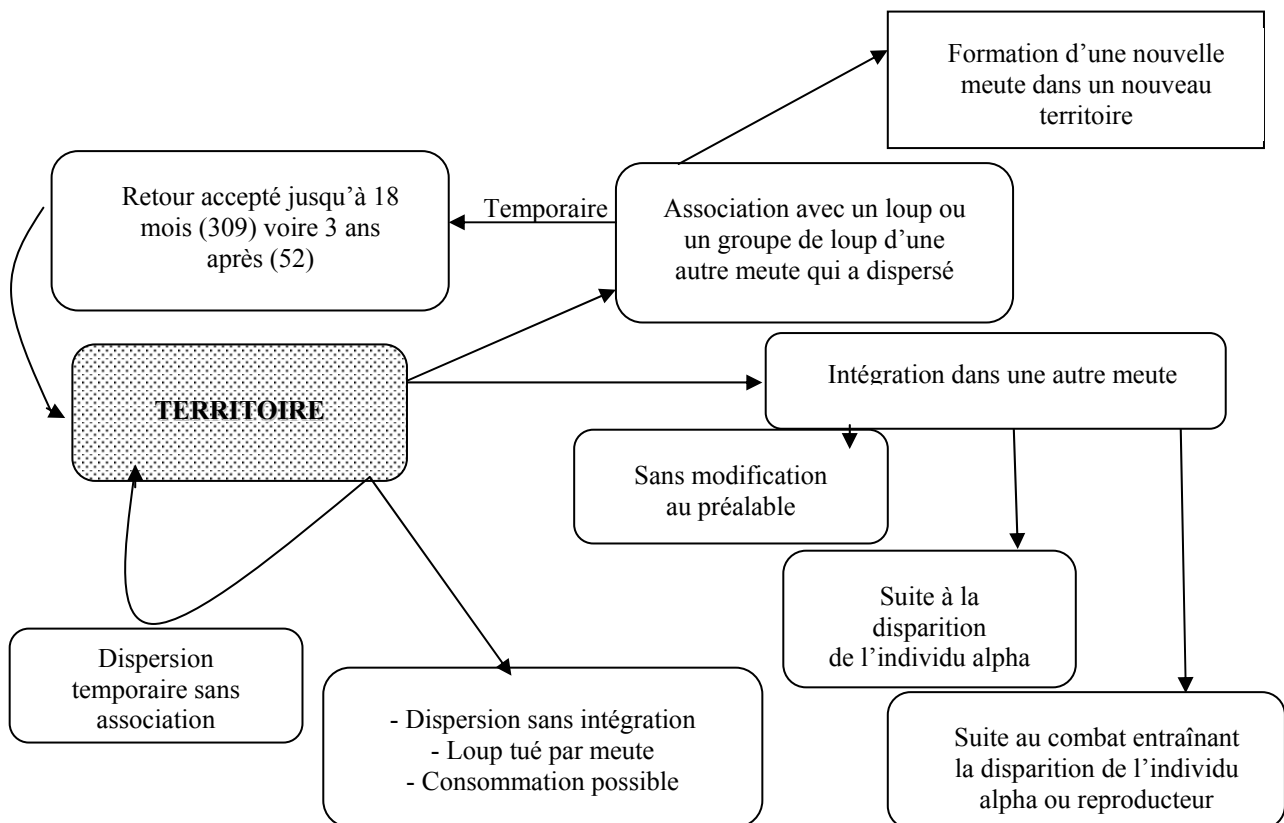 Formation d’une nouvelle
meute dans un nouveau
territoire
Retour accepté jusqu’à 18
mois (309) voire 3 ans
après (52)
Temporaire
Association avec un loup ou
un groupe de loup d’une
autre meute qui a dispersé
Intégration dans une autre meute
TERRITOIRE
Sans modification
au préalable
Suite à la
disparition
de l’individu alpha
Dispersion
temporaire sans
association
- Dispersion sans intégration
- Loup tué par meute
- Consommation possible
Suite au combat entraînant
la disparition de l’individu
alpha ou reproducteur